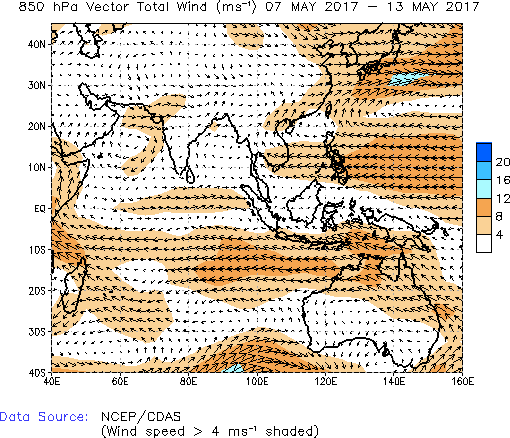 850 hPa Vector Total Wind (ms⁻¹) 07 MAY 2017 – 13 MAY 2017
40N
30N
20N
10N
EQ
10S
20S
30S
40S
40E 60E 80E 100E 120E 140E 160E
20
16
12
8
4
Data Source: NCEP/CDAS
(Wind speed > 4 ms⁻¹ shaded)